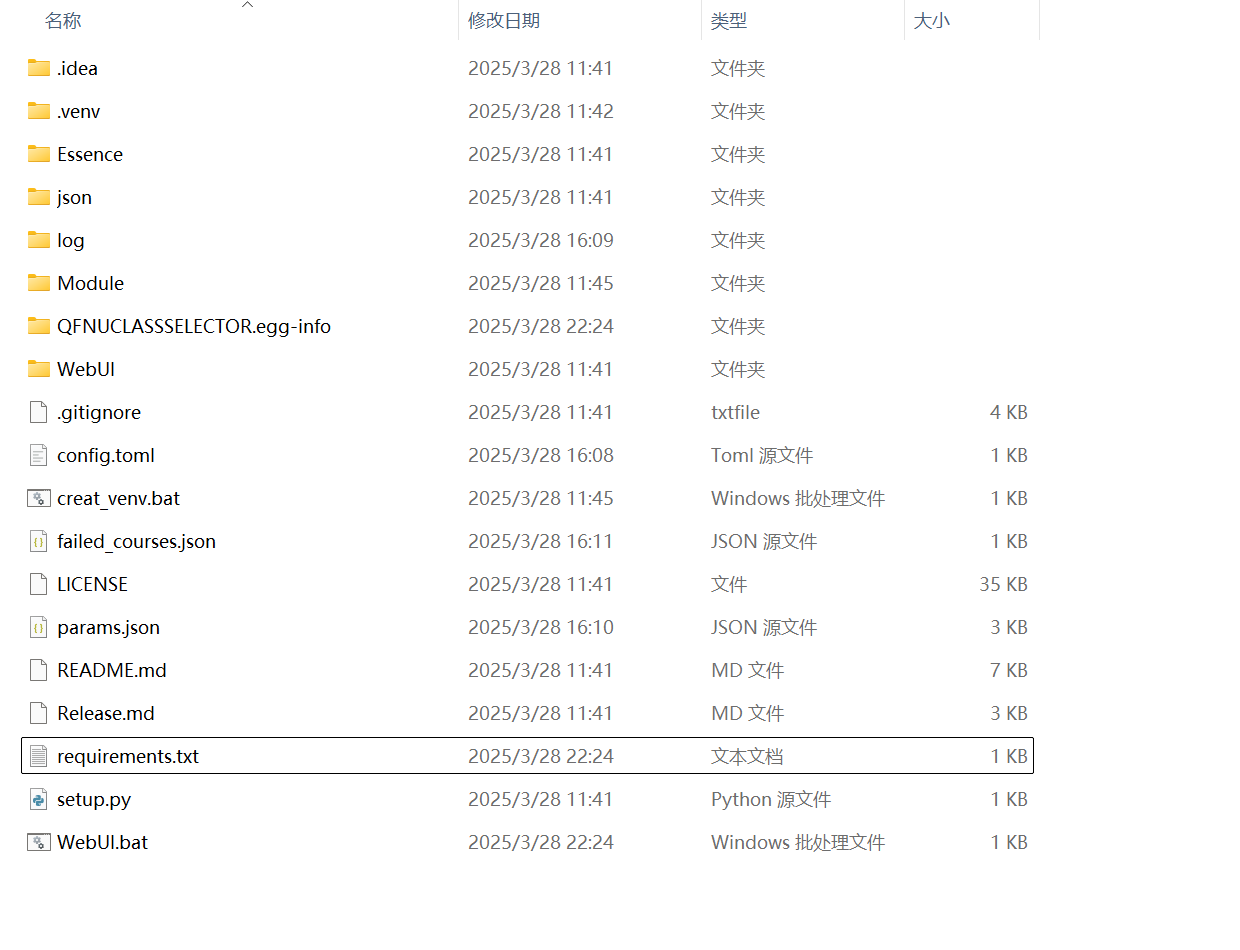 名称 修改日期 类型 大小
.idea 2025/3/28 11:41 文件夹
.venv 2025/3/28 11:42 文件夹
Essence 2025/3/28 11:41 文件夹
json 2025/3/28 11:41 文件夹
log 2025/3/28 16:09 文件夹
Module 2025/3/28 11:45 文件夹
QFNUCLASSSELECTOR.egg-info 2025/3/28 22:24 文件夹
WebUI 2025/3/28 11:41 文件夹
.gitignore 2025/3/28 11:41 txtfile 4 KB
config.toml 2025/3/28 16:08 Toml 源文件 1 KB
creat_venv.bat 2025/3/28 11:45 Windows 批处理文件 1 KB
failed_courses.json 2025/3/28 16:11 JSON 源文件 1 KB
LICENSE 2025/3/28 11:41 文件 35 KB
params.json 2025/3/28 16:10 JSON 源文件 3 KB
README.md 2025/3/28 11:41 MD 文件 7 KB
Release.md 2025/3/28 11:41 MD 文件 3 KB
requirements.txt 2025/3/28 22:24 文本文档 1 KB
setup.py 2025/3/28 11:41 Python 源文件 1 KB
WebUI.bat 2025/3/28 22:24 Windows 批处理文件 1 KB